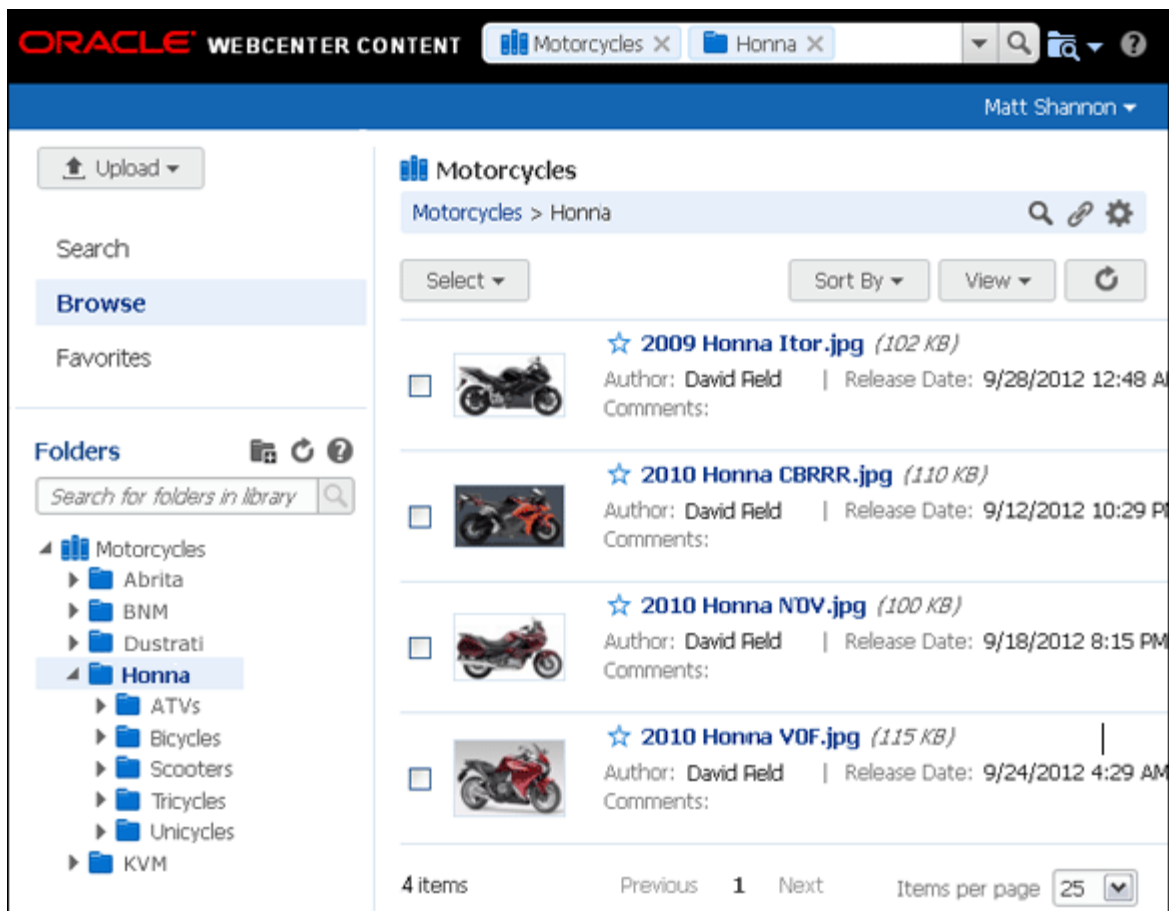 ORACLE WEBCENTER CONTENT Motorcycles Honna
Matt Shannon
Upload
Search
Browse
Favorites
Folders
Search for folders in library
Motorcycles
Abrita
BNM
Dustrati
Honna
ATVs
Bicycles
Scooters
Tricycles
Unicycles
KVM
Motorcycles
Motorcycles > Honna
Select Sort By View
2009 Honna Itor.jpg (102 KB)
Author: David Field | Release Date: 9/28/2012 12:48 A
Comments:
2010 Honna CBRRR.jpg (110 KB)
Author: David Field | Release Date: 9/12/2012 10:29 P
Comments:
2010 Honna NOV.jpg (100 KB)
Author: David Field | Release Date: 9/18/2012 8:15 PM
Comments:
2010 Honna VOF.jpg (115 KB)
Author: David Field | Release Date: 9/24/2012 4:29 AM
Comments:
4 items Previous 1 Next Items per page 25